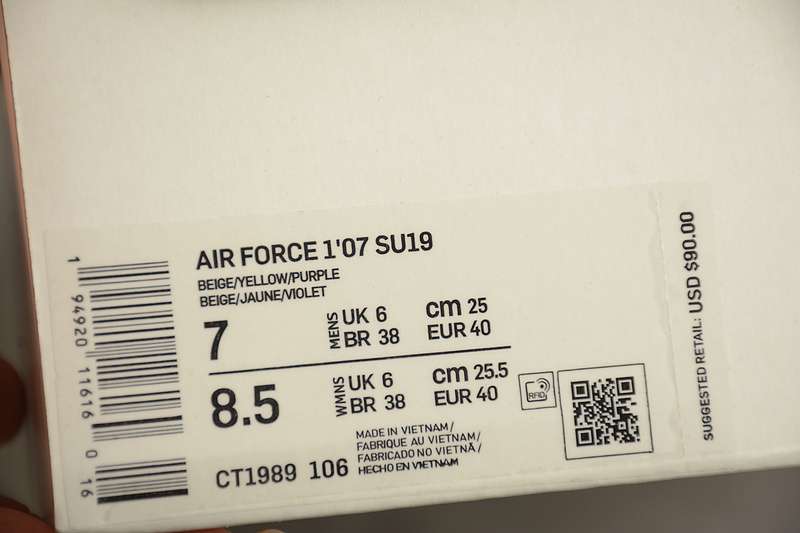 AIR FORCE 1'07 SU19
BEIGE/YELLOW/PURPLE
BEIGE/JAUNE/VIOLET
7 MENS UK 6 cm 25
BR 38 EUR 40
8.5 WMNS UK 6 cm 25.5
BR 38 EUR 40
RFID
MADE IN VIETNAM/
FABRIQUE AU VIETNAM/
FABRICADO NO VIETNÃ/
HECHO EN VIETNAM
CT1989 106
1 94920 11616 0 16
SUGGESTED RETAIL: USD $90.00